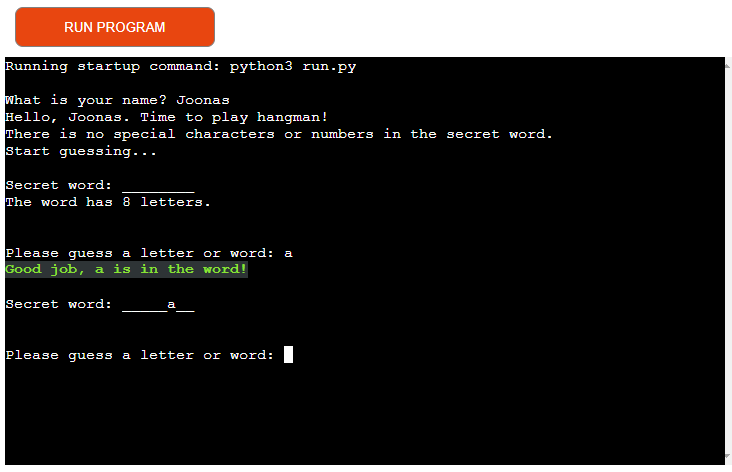 RUN PROGRAM
Running startup command: python3 run.py
What is your name? Joonas
Hello, Joonas. Time to play hangman!
There is no special characters or numbers in the secret word.
Start guessing...
Secret word: ________
The word has 8 letters.
Please guess a letter or word: a
Good job, a is in the word!
Secret word: _____a__
Please guess a letter or word: